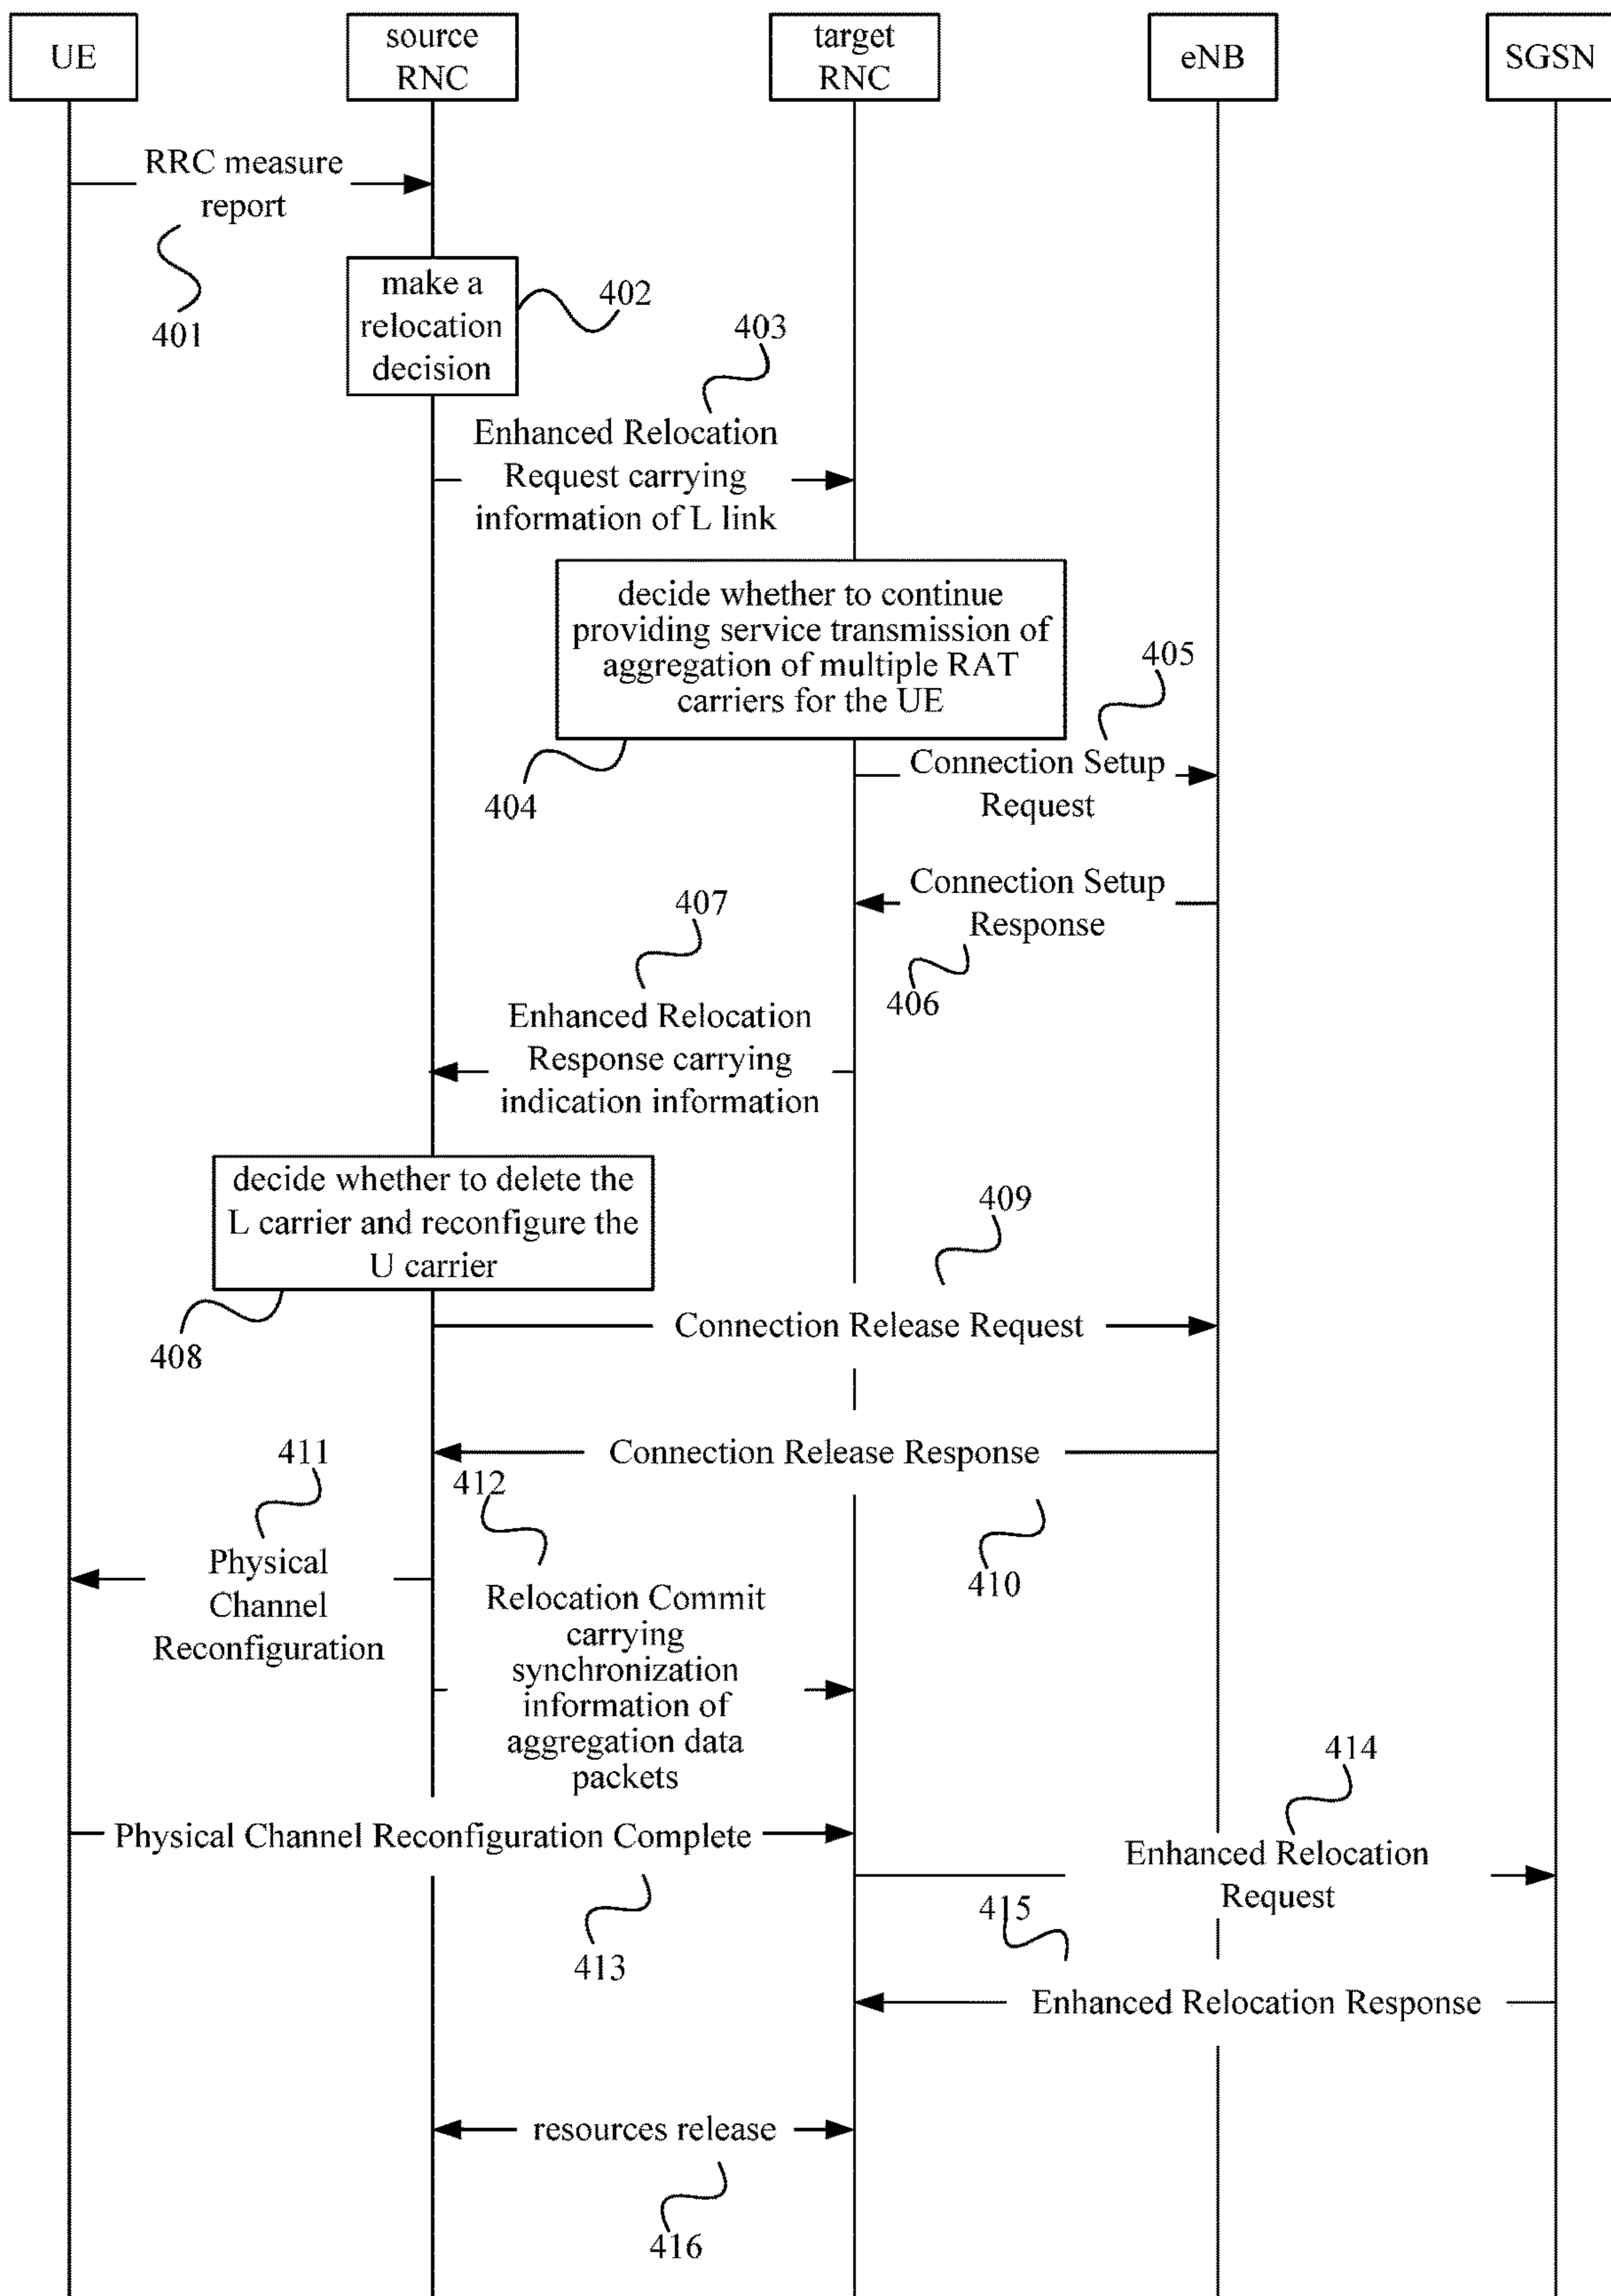 UE
source
RNC
target
RNC
eNB
SGSN
RRC measure
report
401
make a
relocation
decision
402
403
Enhanced Relocation
Request carrying
information of L link
decide whether to continue
providing service transmission of
aggregation of multiple RAT
carriers for the UE
404
405
Connection Setup
Request
Connection Setup
Response
406
407
Enhanced Relocation
Response carrying
indication information
decide whether to delete the
L carrier and reconfigure the
U carrier
408
409
Connection Release Request
Connection Release Response
410
411
Physical
Channel
Reconfiguration
412
Relocation Commit
carrying
synchronization
information of
aggregation data
packets
Physical Channel Reconfiguration Complete
413
414
Enhanced Relocation
Request
415
Enhanced Relocation Response
resources release
416